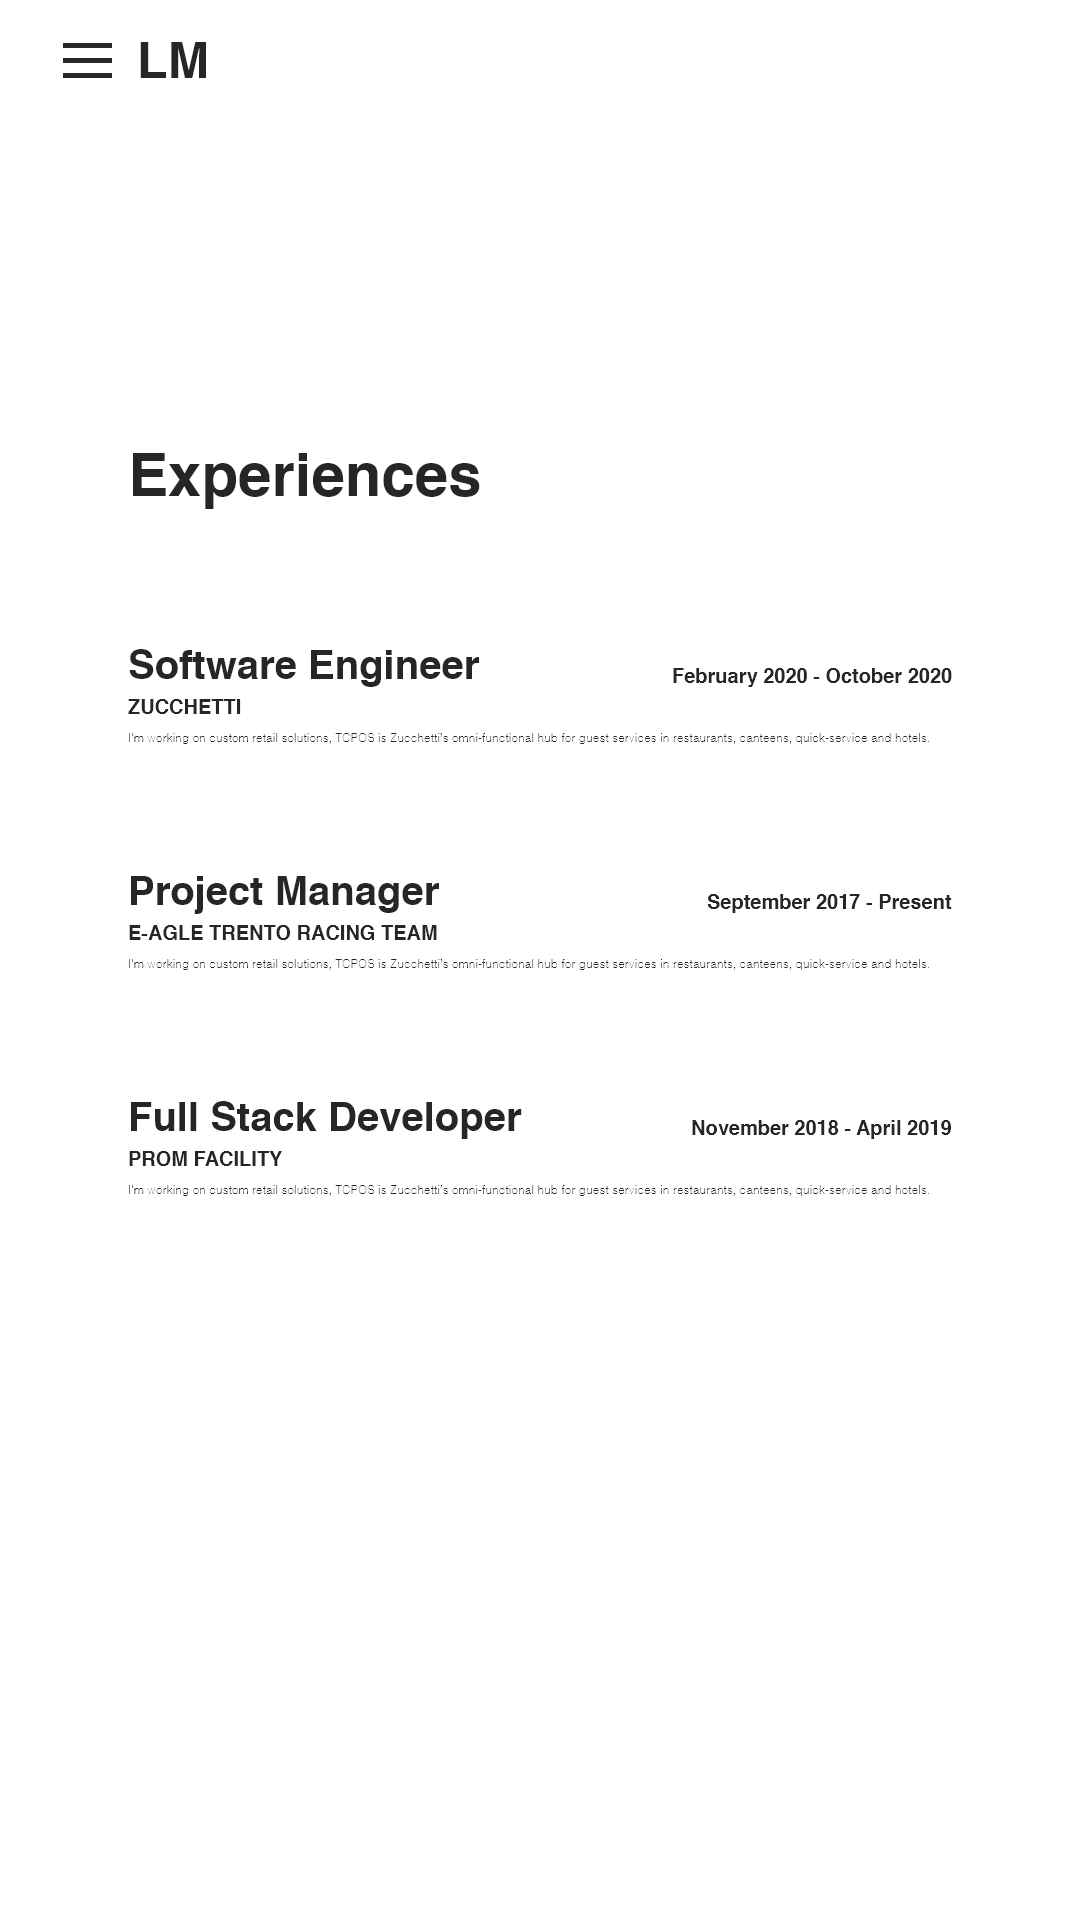 LM
Experiences
Software Engineer
February 2020 - October 2020
ZUCCHETTI
I'm working on custom retail solutions, TCPOS is Zucchetti's omni-functional hub for guest services in restaurants, canteens, quick-service and hotels.
Project Manager
September 2017 - Present
E-AGLE TRENTO RACING TEAM
I'm working on custom retail solutions, TCPOS is Zucchetti's omni-functional hub for guest services in restaurants, canteens, quick-service and hotels.
Full Stack Developer
November 2018 - April 2019
PROM FACILITY
I'm working on custom retail solutions, TCPOS is Zucchetti's omni-functional hub for guest services in restaurants, canteens, quick-service and hotels.